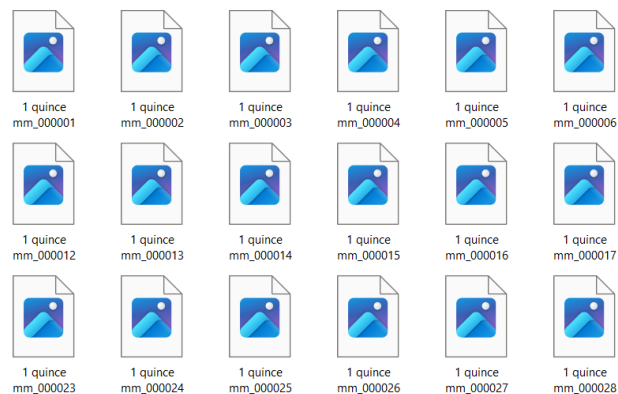 1 quince
mm_000001
1 quince
mm_000002
1 quince
mm_000003
1 quince
mm_000004
1 quince
mm_000005
1 quince
mm_000006
1 quince
mm_000012
1 quince
mm_000013
1 quince
mm_000014
1 quince
mm_000015
1 quince
mm_000016
1 quince
mm_000017
1 quince
mm_000023
1 quince
mm_000024
1 quince
mm_000025
1 quince
mm_000026
1 quince
mm_000027
1 quince
mm_000028